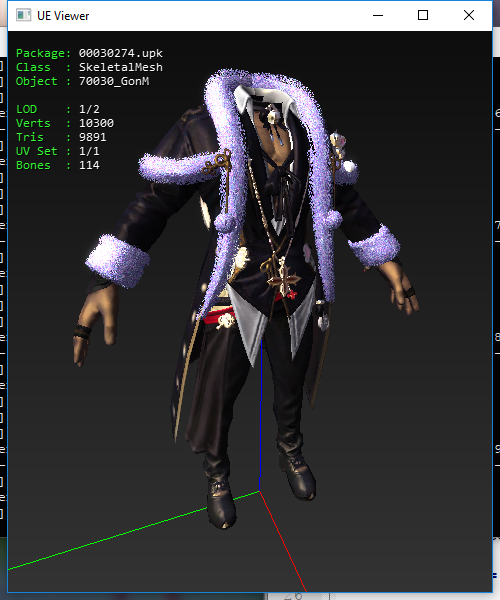 UE Viewer
Package: 00030274.upk
Class : SkeletalMesh
Object : 70030_GonM
LOD : 1/2
Verts : 10300
Tris : 9891
UV Set : 1/1
Bones : 114